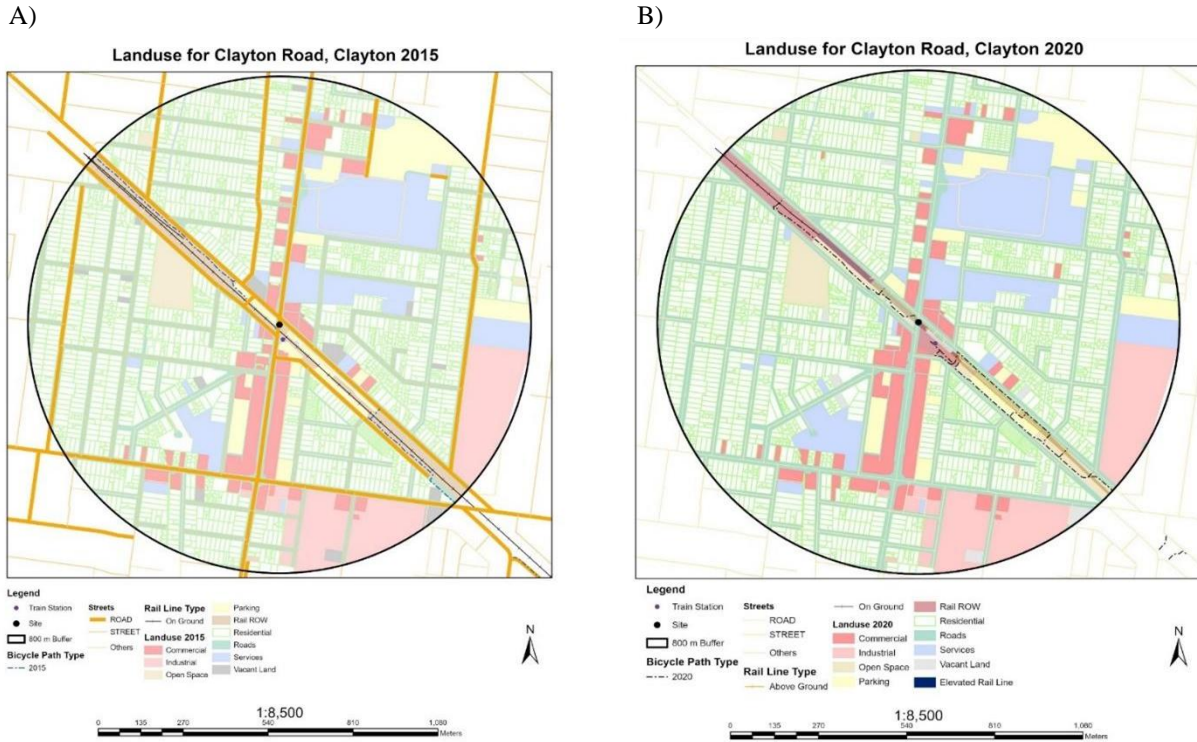 A)
B)
Landuse for Clayton Road, Clayton 2015
Landuse for Clayton Road, Clayton 2020
Legend
Train Station
Site
800 m Buffer
Bicycle Path Type
2015
Streets
ROAD
STREET
Others
Rail Line Type
On Ground
Landuse 2015
Commercial
Industrial
Open Space
Parking
Rail ROW
Residential
Roads
Services
Vacant Land
N
1:8,500
0 135 270 540 810 1,080
Meters
Legend
Train Station
Site
800 m Buffer
Bicycle Path Type
2020
Streets
ROAD
STREET
Others
Rail Line Type
Above Ground
On Ground
Landuse 2020
Commercial
Industrial
Open Space
Parking
Rail ROW
Residential
Roads
Services
Vacant Land
Elevated Rail Line
N
1:8,500
0 135 270 540 810 1,080
Meters